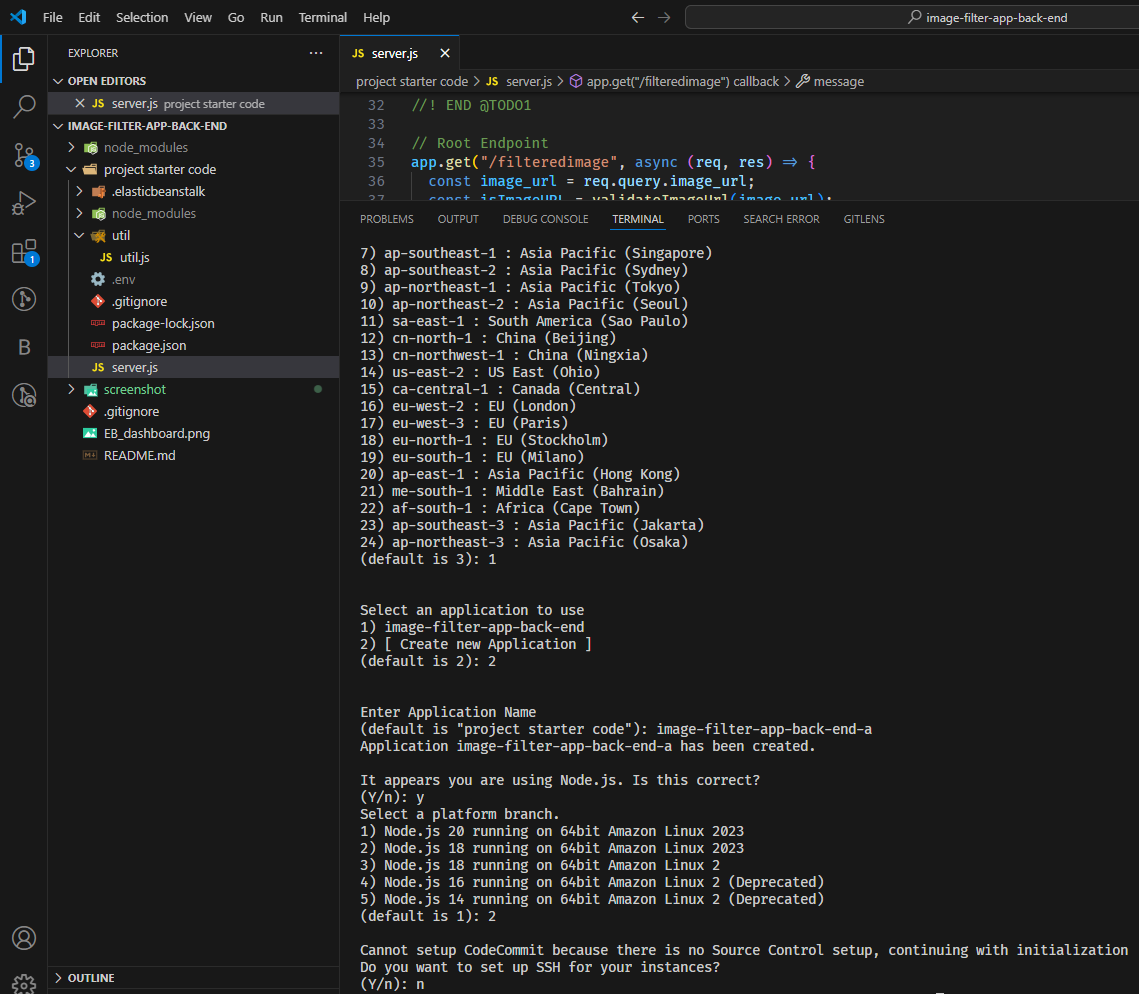 File Edit Selection View Go Run Terminal Help
image-filter-app-back-end
EXPLORER
OPEN EDITORS
JS server.js project starter code
IMAGE-FILTER-APP-BACK-END
node_modules
project starter code
.elasticbeanstalk
node_modules
util
JS util.js
.env
.gitignore
package-lock.json
package.json
JS server.js
screenshot
.gitignore
EB_dashboard.png
README.md
OUTLINE
3
1
B
JS server.js
project starter code > JS server.js > app.get("/filteredimage") callback > message
32 //! END @TODO1
33
34 // Root Endpoint
35 app.get("/filteredimage", async (req, res) => {
36 const image_url = req.query.image_url;
37 const isImageURL = validateImageUrl(image_url);
PROBLEMS OUTPUT DEBUG CONSOLE TERMINAL PORTS SEARCH ERROR GITLENS
7) ap-southeast-1 : Asia Pacific (Singapore)
8) ap-southeast-2 : Asia Pacific (Sydney)
9) ap-northeast-1 : Asia Pacific (Tokyo)
10) ap-northeast-2 : Asia Pacific (Seoul)
11) sa-east-1 : South America (Sao Paulo)
12) cn-north-1 : China (Beijing)
13) cn-northwest-1 : China (Ningxia)
14) us-east-2 : US East (Ohio)
15) ca-central-1 : Canada (Central)
16) eu-west-2 : EU (London)
17) eu-west-3 : EU (Paris)
18) eu-north-1 : EU (Stockholm)
19) eu-south-1 : EU (Milano)
20) ap-east-1 : Asia Pacific (Hong Kong)
21) me-south-1 : Middle East (Bahrain)
22) af-south-1 : Africa (Cape Town)
23) ap-southeast-3 : Asia Pacific (Jakarta)
24) ap-northeast-3 : Asia Pacific (Osaka)
(default is 3): 1
Select an application to use
1) image-filter-app-back-end
2) [ Create new Application ]
(default is 2): 2
Enter Application Name
(default is "project starter code"): image-filter-app-back-end-a
Application image-filter-app-back-end-a has been created.
It appears you are using Node.js. Is this correct?
(Y/n): y
Select a platform branch.
1) Node.js 20 running on 64bit Amazon Linux 2023
2) Node.js 18 running on 64bit Amazon Linux 2023
3) Node.js 18 running on 64bit Amazon Linux 2
4) Node.js 16 running on 64bit Amazon Linux 2 (Deprecated)
5) Node.js 14 running on 64bit Amazon Linux 2 (Deprecated)
(default is 1): 2
Cannot setup CodeCommit because there is no Source Control setup, continuing with initialization
Do you want to set up SSH for your instances?
(Y/n): n